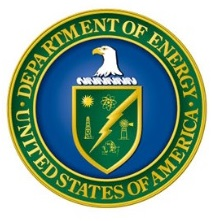 DEPARTMENT OF ENERGY
UNITED STATES OF AMERICA